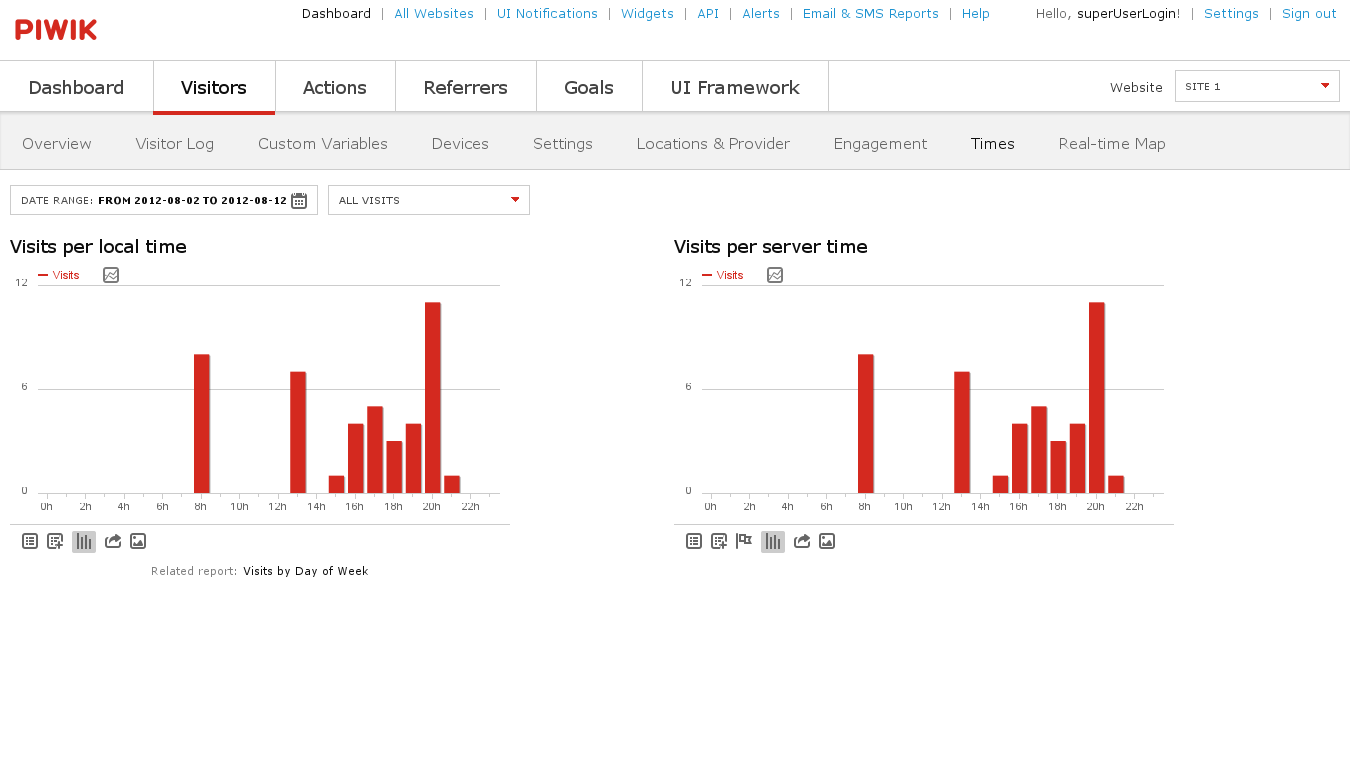 PIWIK
Dashboard | All Websites | UI Notifications | Widgets | API | Alerts | Email & SMS Reports | Help Hello, superUserLogin! | Settings | Sign out
Dashboard Visitors Actions Referrers Goals UI Framework Website SITE 1
Overview Visitor Log Custom Variables Devices Settings Locations & Provider Engagement Times Real-time Map
DATE RANGE: FROM 2012-08-02 TO 2012-08-12 ALL VISITS
Visits per local time
Visits
12
6
0
0h 2h 4h 6h 8h 10h 12h 14h 16h 18h 20h 22h
Related report: Visits by Day of Week
Visits per server time
Visits
12
6
0
0h 2h 4h 6h 8h 10h 12h 14h 16h 18h 20h 22h